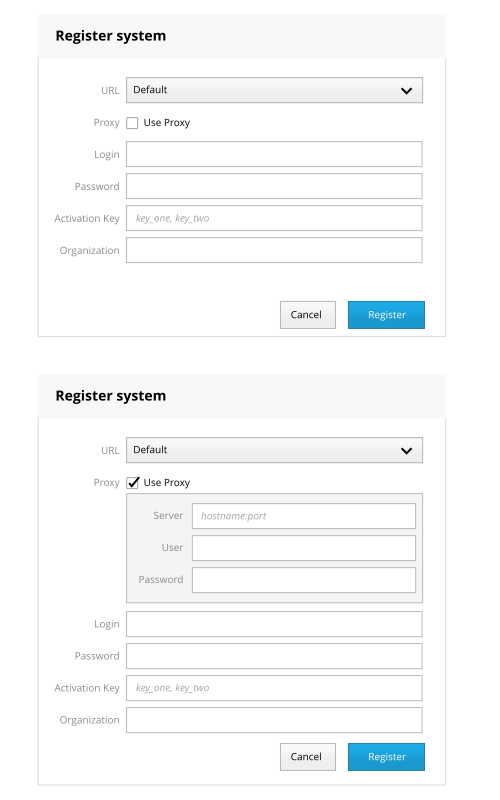 Register system
URL Default
Proxy Use Proxy
Login
Password
Activation Key key_one, key_two
Organization
Cancel Register
Register system
URL Default
Proxy Use Proxy
Server hostname:port
User
Password
Login
Password
Activation Key key_one, key_two
Organization
Cancel Register